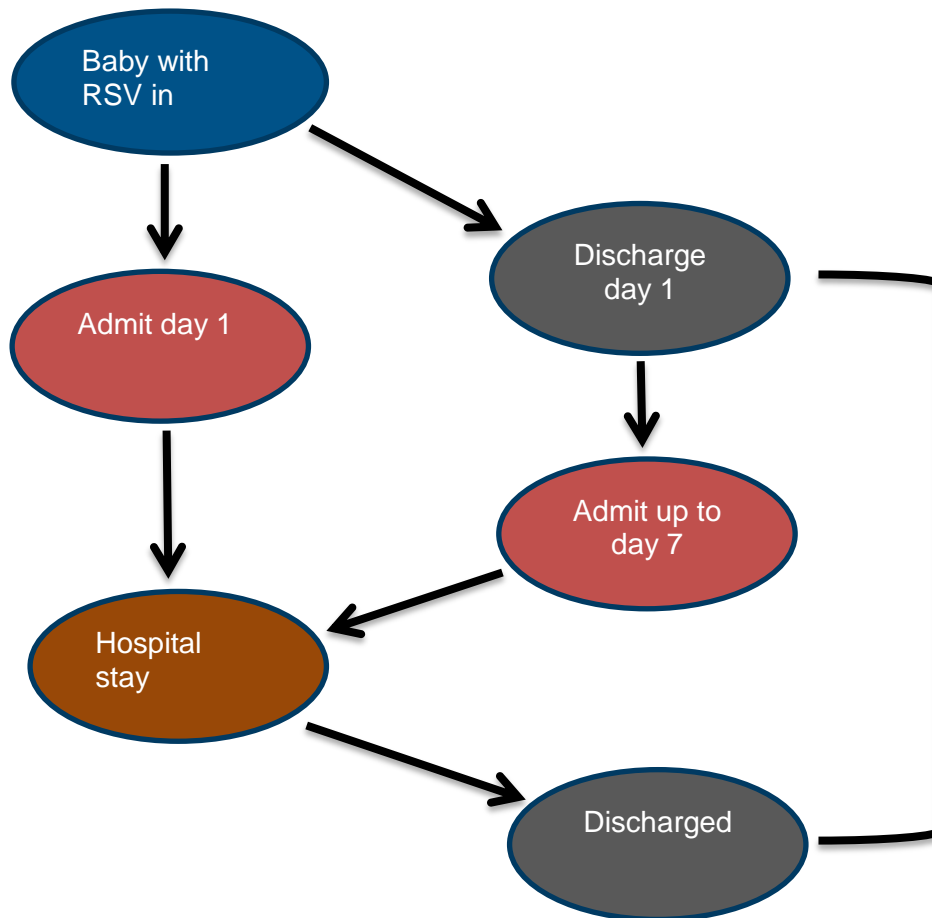 Baby with
RSV in
Discharge
day 1
Admit day 1
Admit up to
day 7
Hospital
stay
Discharged